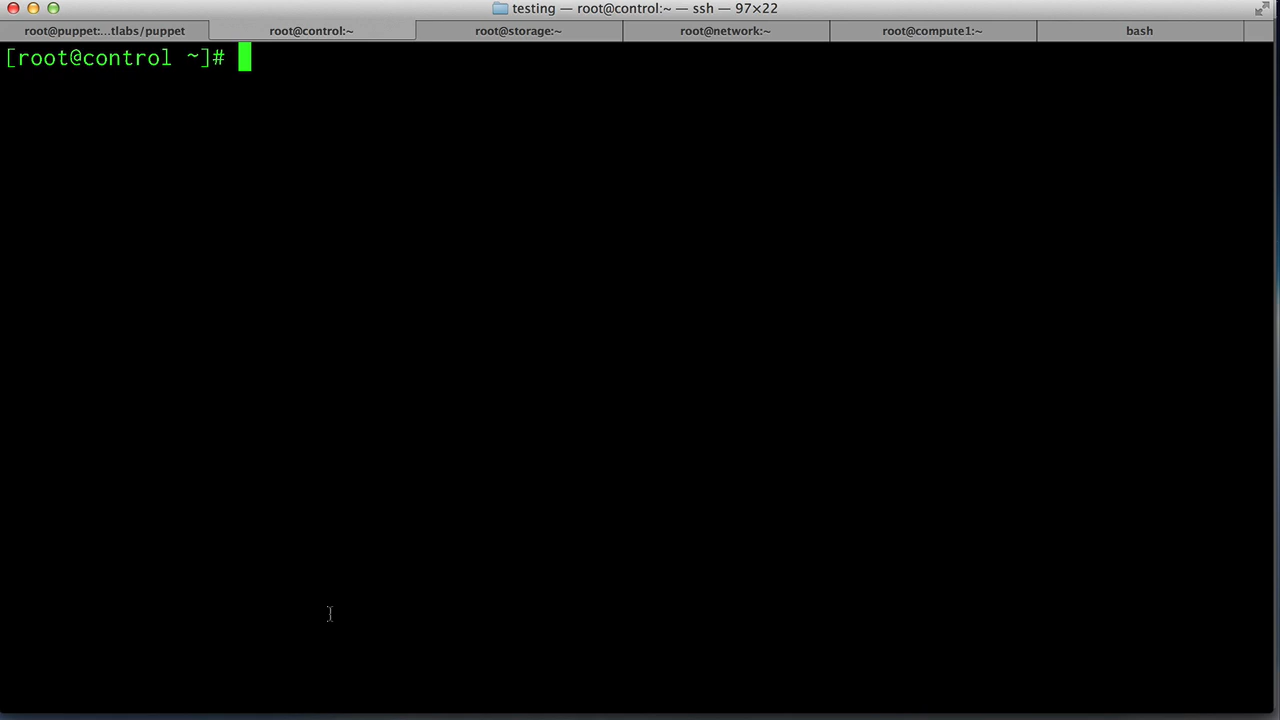 testing — root@control:~ — ssh — 97×22
root@puppet:...tlabs/puppet root@control:~ root@storage:~ root@network:~ root@compute1:~ bash
[root@control ~]#